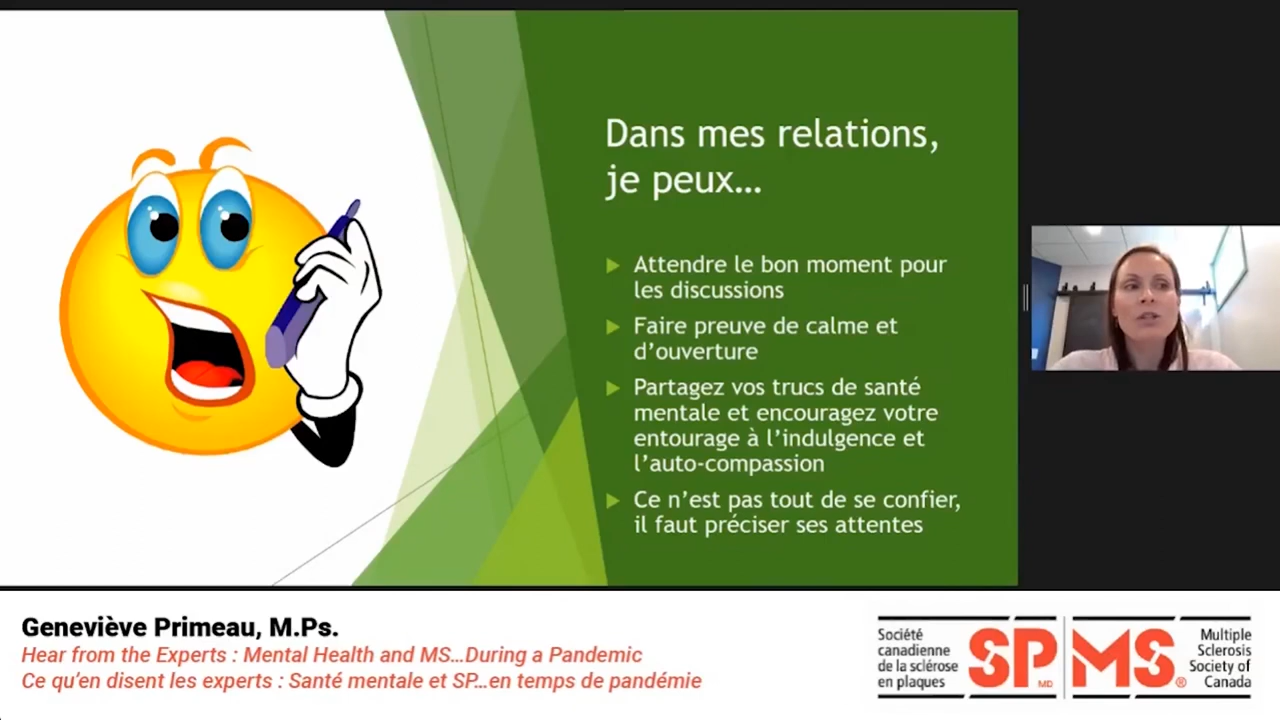 Dans mes relations,
je peux...
Attendre le bon moment pour
les discussions
Faire preuve de calme et
d'ouverture
Partagez vos trucs de santé
mentale et encouragez votre
entourage à l'indulgence et
l'auto-compassion
Ce n'est pas tout de se confier,
il faut préciser ses attentes
Geneviève Primeau, M.Ps.
Hear from the Experts : Mental Health and MS...During a Pandemic
Ce qu'en disent les experts : Santé mentale et SP...en temps de pandémie
Société
canadienne
de la sclérose
en plaques
SP MD
MS ®
Multiple
Sclerosis
Society of
Canada